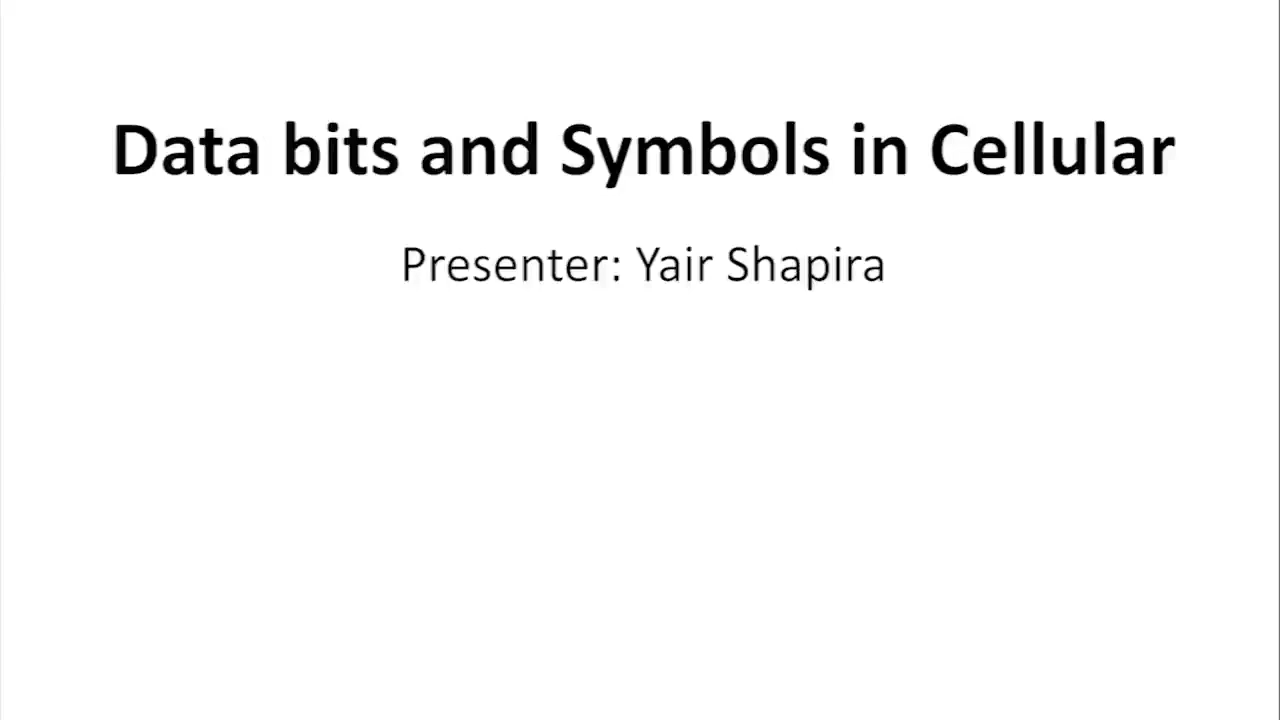 Data bits and Symbols in Cellular
Presenter: Yair Shapira